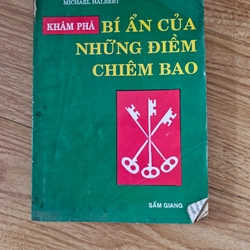 MICHAEL HALBERT
KHÁM PHÁ BÍ ẨN CỦA
NHỮNG ĐIỀM
CHIÊM BAO
SẤM GIANG